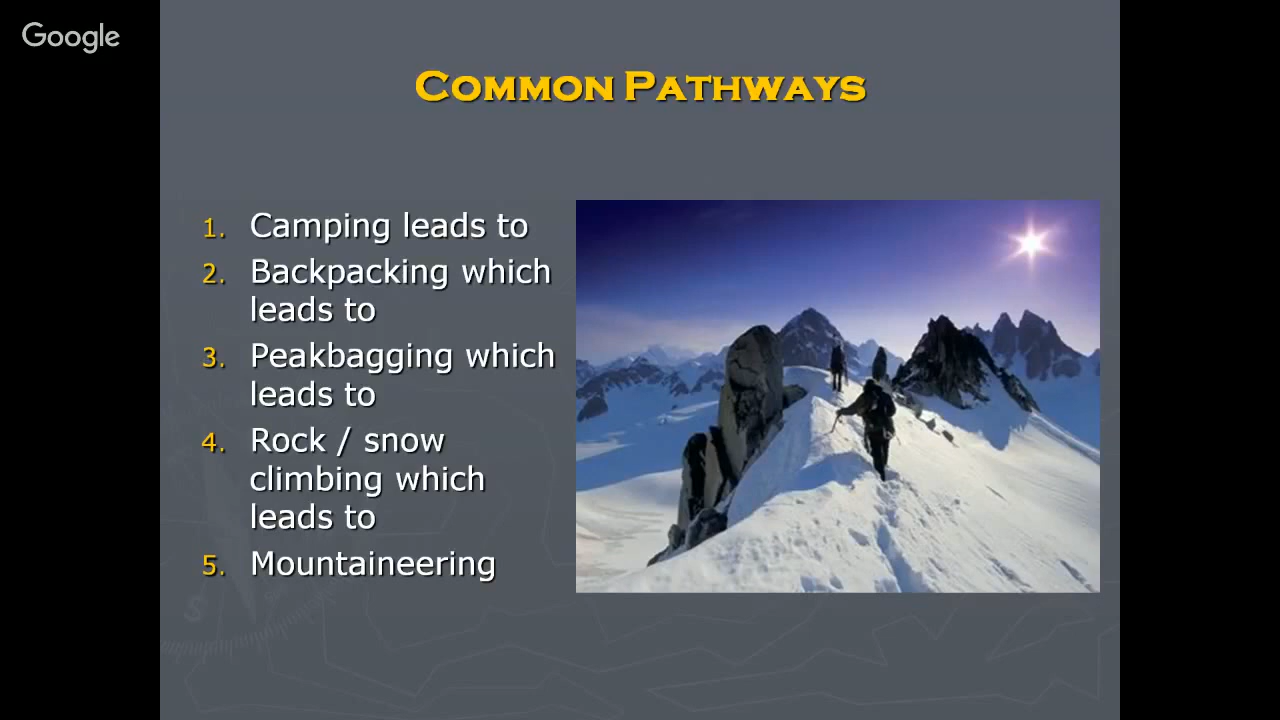 Google
Common Pathways
1. Camping leads to
2. Backpacking which
leads to
3. Peakbagging which
leads to
4. Rock / snow
climbing which
leads to
5. Mountaineering
S